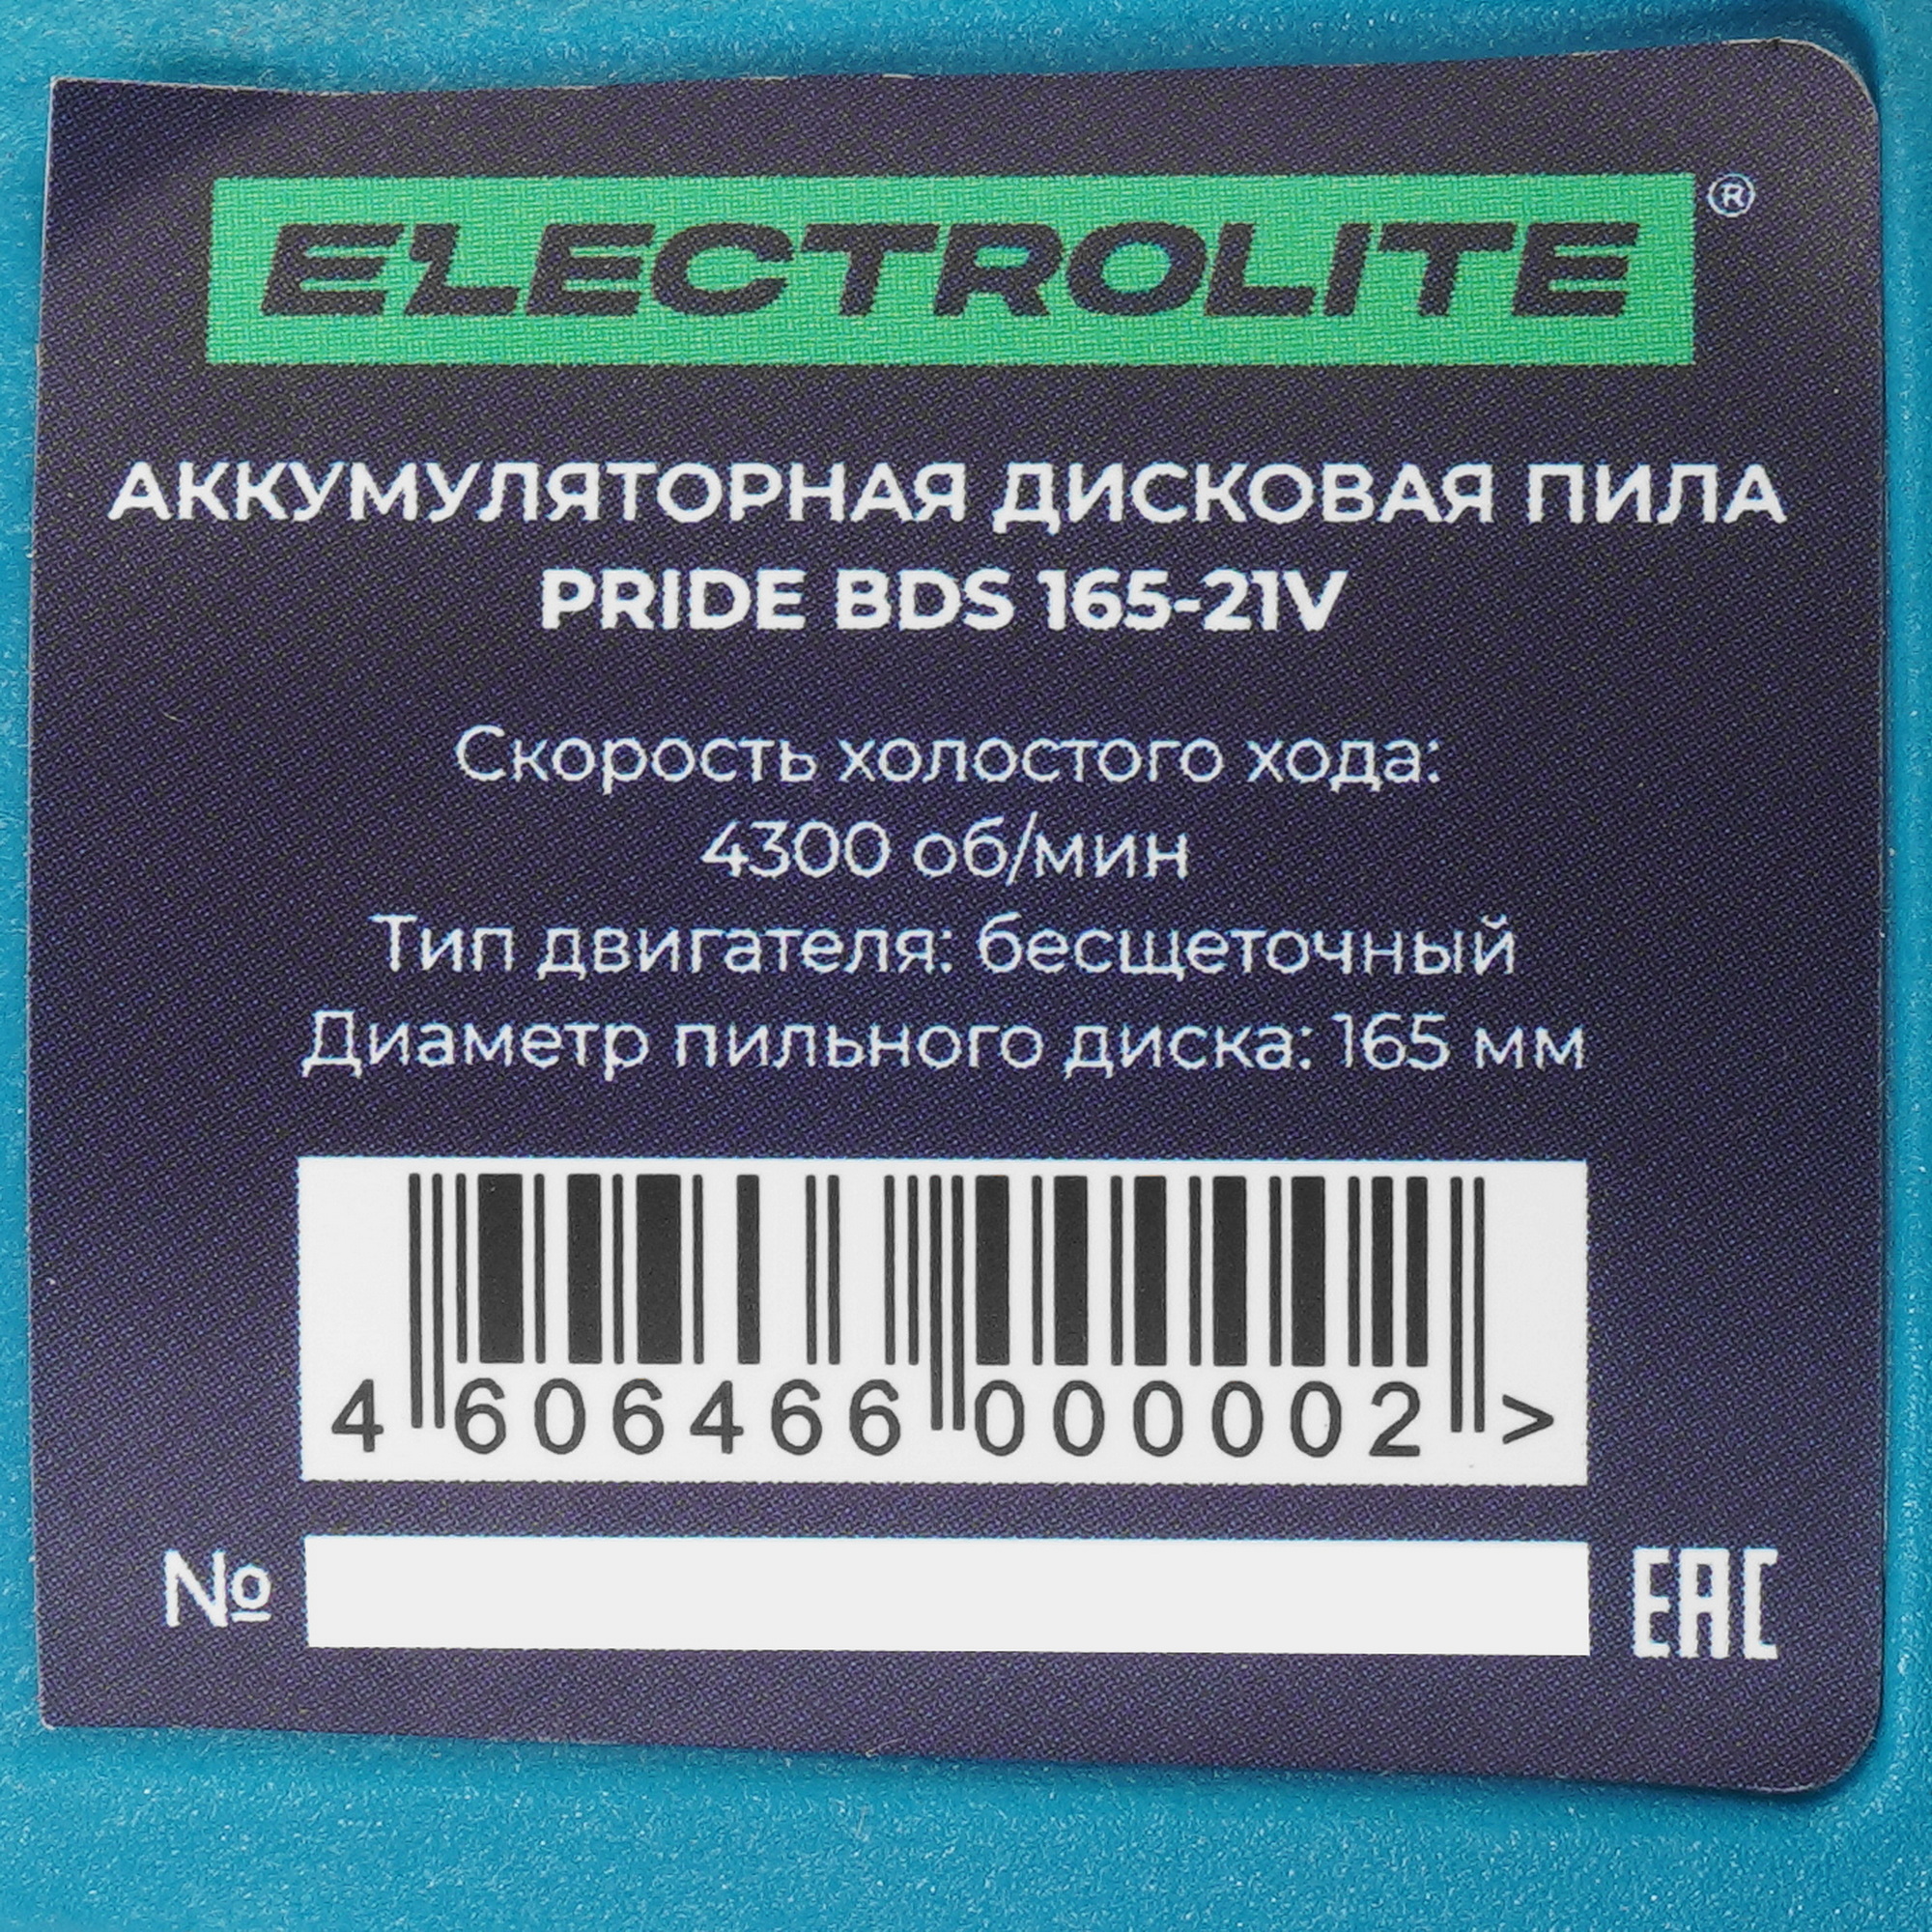 ELECTROLITE ®
АККУМУЛЯТОРНАЯ ДИСКОВАЯ ПИЛА
PRIDE BDS 165-21V
Скорость холостого хода:
4300 об/мин
Тип двигателя: бесщеточный
Диаметр пильного диска: 165 мм
4 606466 000002 >
№ EAC